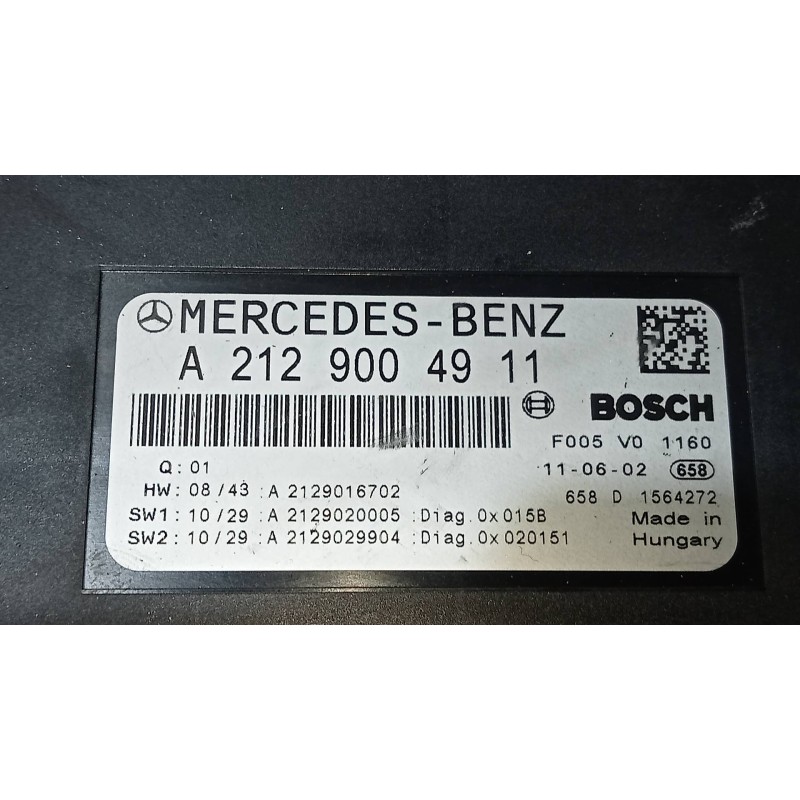 MERCEDES-BENZ
A 212 900 49 11
BOSCH
F005 V0 1160
Q: 01
11-06-02 658
HW: 08/43 :A 2129016702
658 D 1564272
SW1: 10/29 :A 2129020005 :Diag.0x015B
Made in
SW2: 10/29 :A 2129029904 :Diag.0x020151
Hungary